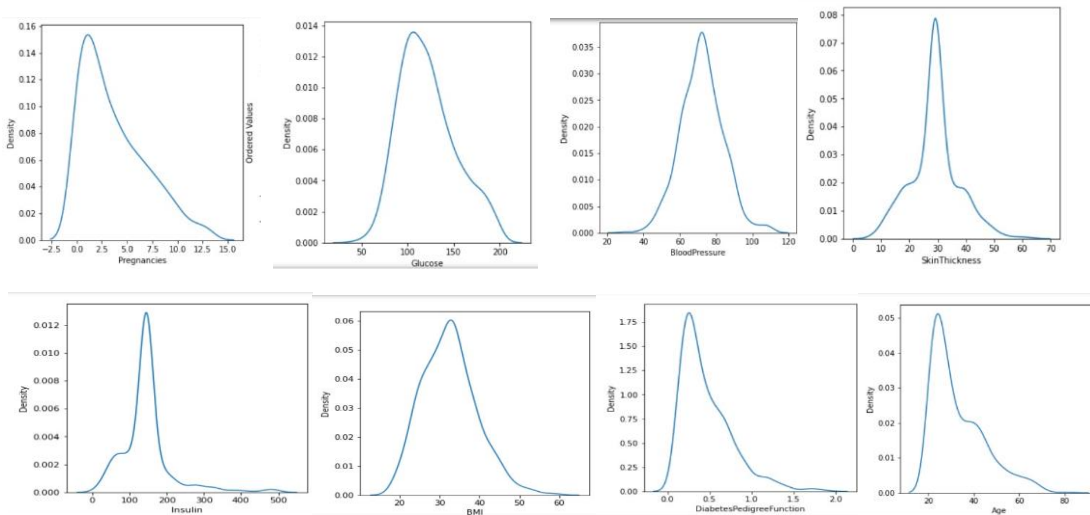 0.16
0.14
0.12
0.10
0.08
0.06
0.04
0.02
0.00
Density
−2.5 0.0 2.5 5.0 7.5 10.0 12.5 15.0
Pregnancies
Ordered Values
0.014
0.012
0.010
0.008
0.006
0.004
0.002
0.000
Density
50 100 150 200
Glucose
0.035
0.030
0.025
0.020
0.015
0.010
0.005
0.000
Density
20 40 60 80 100 120
BloodPressure
0.08
0.07
0.06
0.05
0.04
0.03
0.02
0.01
0.00
Density
0 10 20 30 40 50 60 70
SkinThickness
0.012
0.010
0.008
0.006
0.004
0.002
0.000
Density
0 100 200 300 400 500
Insulin
0.06
0.05
0.04
0.03
0.02
0.01
0.00
Density
20 30 40 50 60
BMI
1.75
1.50
1.25
1.00
0.75
0.50
0.25
0.00
Density
0.0 0.5 1.0 1.5 2.0
DiabetesPedigreeFunction
0.05
0.04
0.03
0.02
0.01
0.00
Density
20 40 60 80
Age